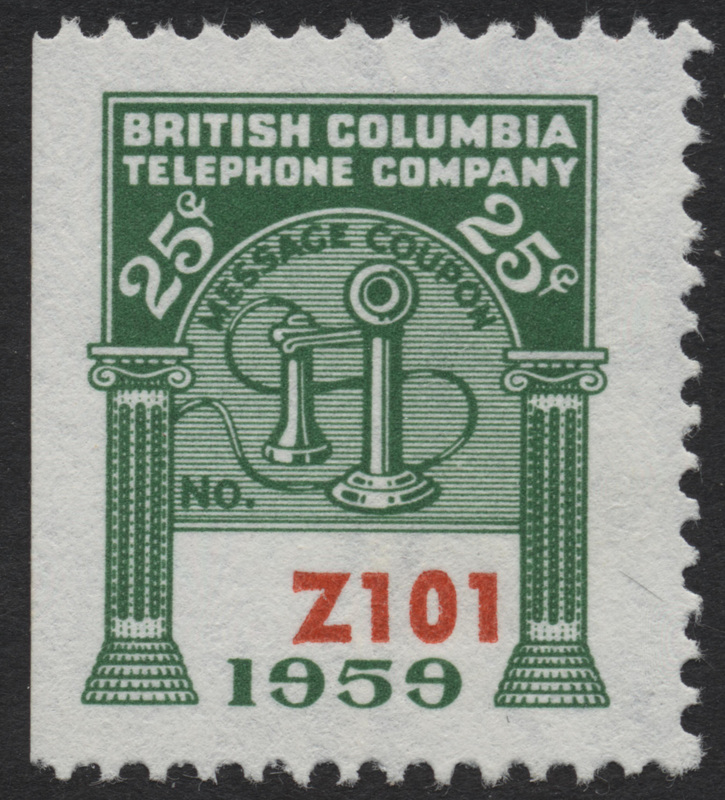 BRITISH COLUMBIA
TELEPHONE COMPANY
25¢ 25¢
MESSAGE COUPON
No.
Z101
1959